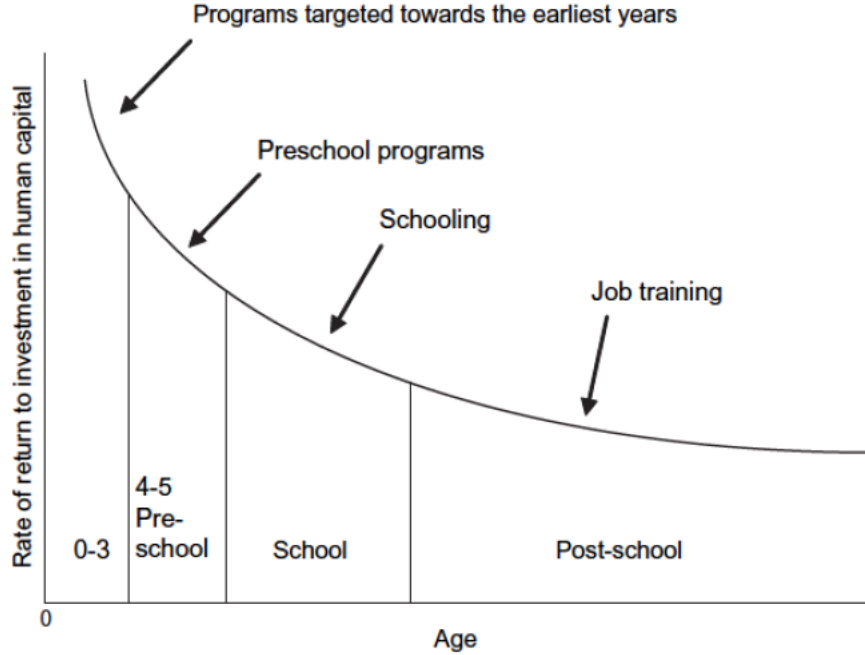 Programs targeted towards the earliest years
Preschool programs
Schooling
Job training
Rate of return to investment in human capital
0-3
4-5
Pre-
school
School
Post-school
0
Age